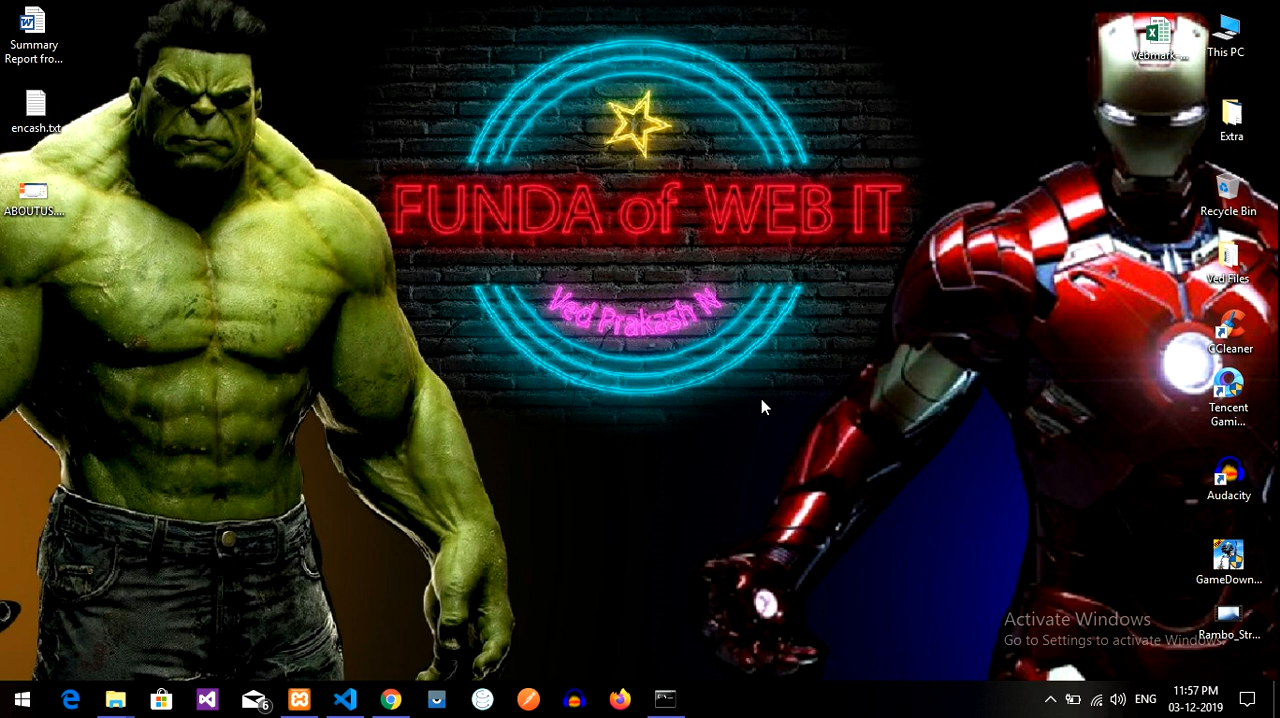 Summary
Report fro...
encash.txt
ABOUTUS....
FUNDA of WEB IT
Ved Prakash N
This PC
Extra
Recycle Bin
Ved Files
CCleaner
Tencent
Gami...
Audacity
GameDown...
Rambo_Str...
Activate Windows
Go to Settings to activate Windows.
6
ENG
11:57 PM
03-12-2019